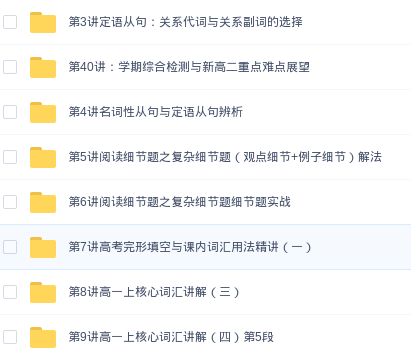 第3讲定语从句：关系代词与关系副词的选择
第40讲：学期综合检测与新高二重点难点展望
第4讲名词性从句与定语从句辨析
第5讲阅读细节题之复杂细节题（观点细节+例子细节）解法
第6讲阅读细节题之复杂细节题细节题实战
第7讲高考完形填空与课内词汇用法精讲（一）
第8讲高一上核心词汇讲解（三）
第9讲高一上核心词汇讲解（四）第5段